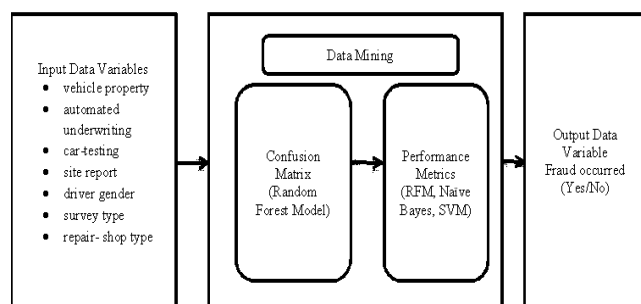 Input Data Variables
• vehicle property
• automated
underwriting
• car-testing
• site report
• driver gender
• survey type
• repair- shop type
Data Mining
Confusion
Matrix
(Random
Forest Model)
Performance
Metrics
(RFM, Naïve
Bayes, SVM)
Output Data
Variable
Fraud occurred
(Yes/No)